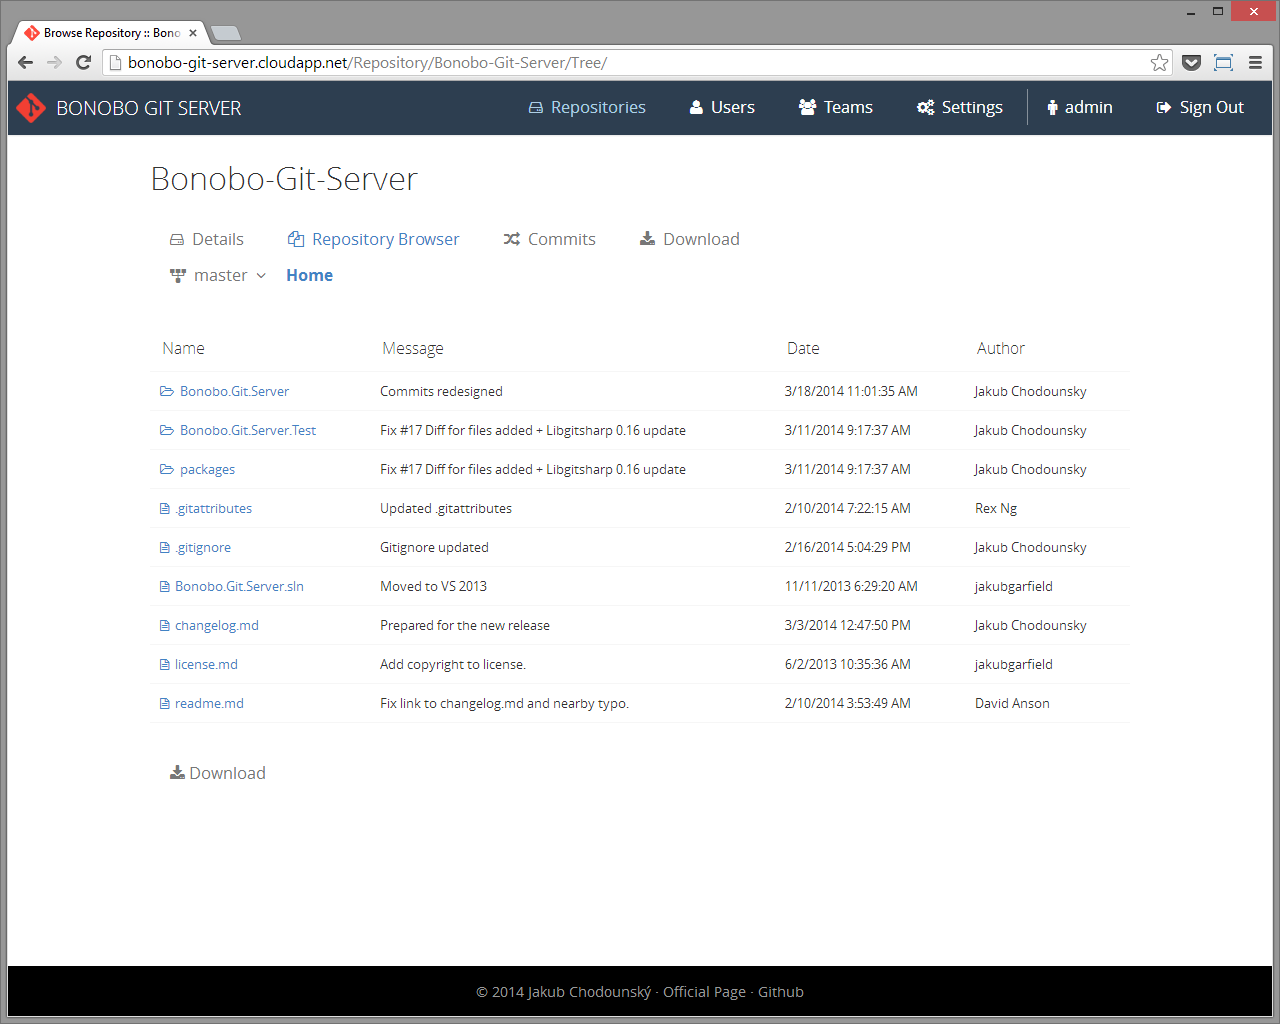 Browse Repository :: Bono
bonobo-git-server.cloudapp.net/Repository/Bonobo-Git-Server/Tree/
BONOBO GIT SERVER Repositories Users Teams Settings admin Sign Out
Bonobo-Git-Server
Details Repository Browser Commits Download
master Home
Name Message Date Author
Bonobo.Git.Server Commits redesigned 3/18/2014 11:01:35 AM Jakub Chodounsky
Bonobo.Git.Server.Test Fix #17 Diff for files added + Libgitsharp 0.16 update 3/11/2014 9:17:37 AM Jakub Chodounsky
packages Fix #17 Diff for files added + Libgitsharp 0.16 update 3/11/2014 9:17:37 AM Jakub Chodounsky
.gitattributes Updated .gitattributes 2/10/2014 7:22:15 AM Rex Ng
.gitignore Gitignore updated 2/16/2014 5:04:29 PM Jakub Chodounsky
Bonobo.Git.Server.sln Moved to VS 2013 11/11/2013 6:29:20 AM jakubgarfield
changelog.md Prepared for the new release 3/3/2014 12:47:50 PM Jakub Chodounsky
license.md Add copyright to license. 6/2/2013 10:35:36 AM jakubgarfield
readme.md Fix link to changelog.md and nearby typo. 2/10/2014 3:53:49 AM David Anson
Download
© 2014 Jakub Chodounský · Official Page · Github